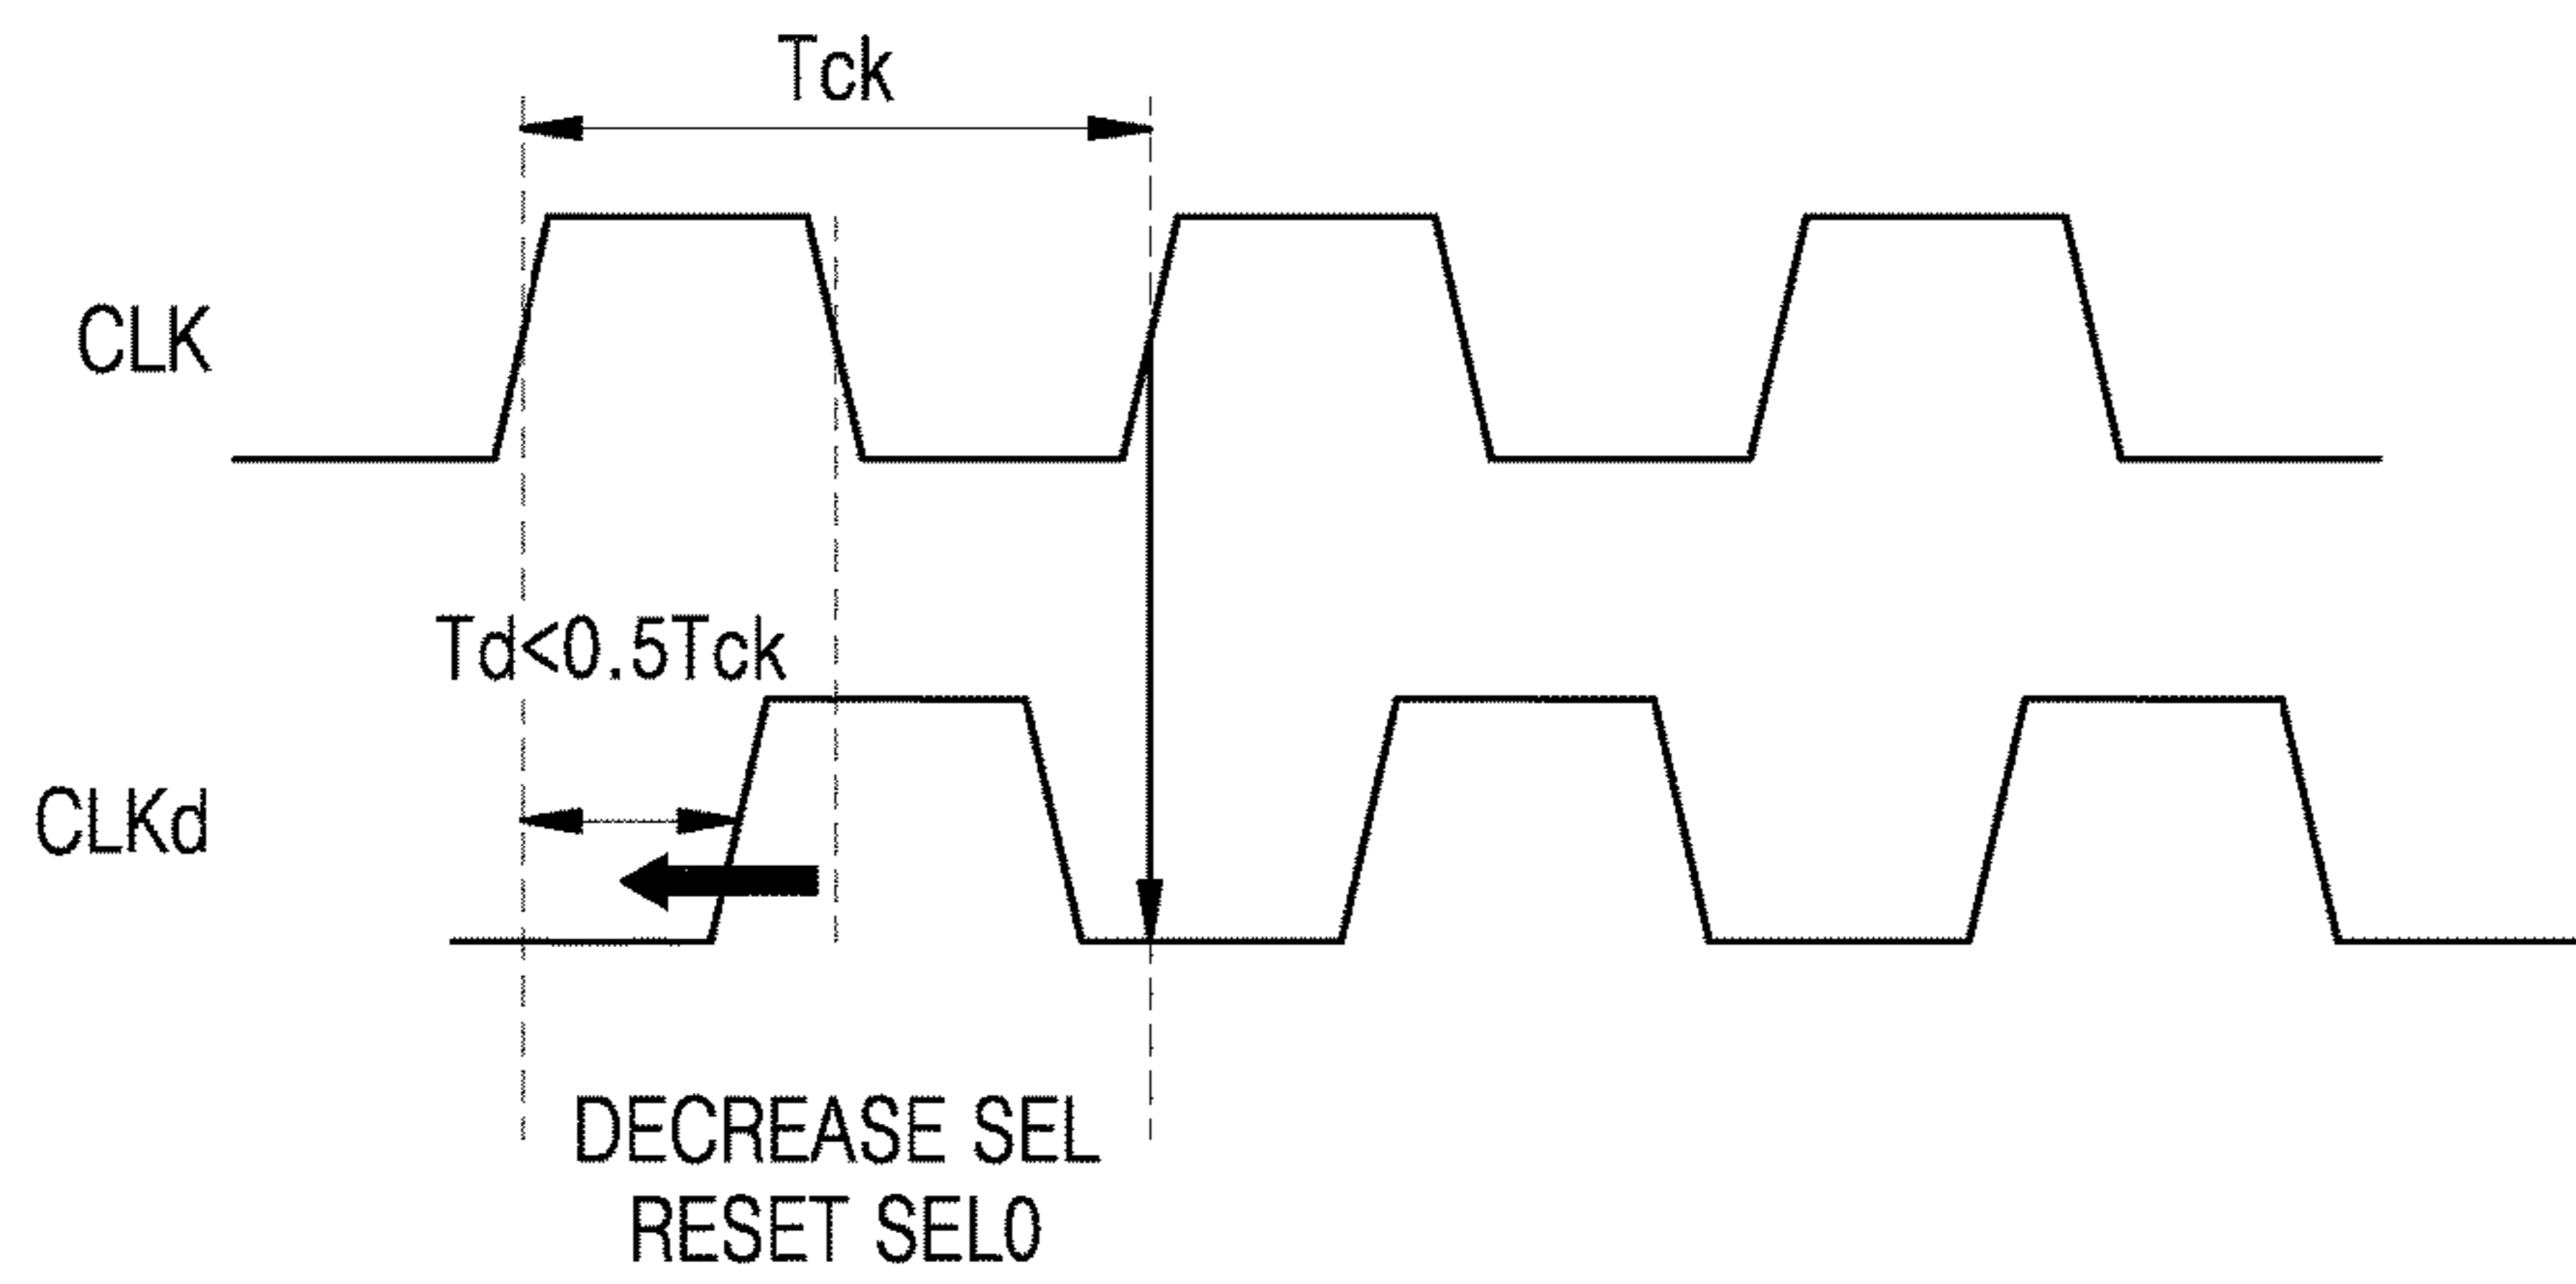 Tck
CLK
Td<0.5Tck
CLKd
DECREASE SEL
RESET SEL0